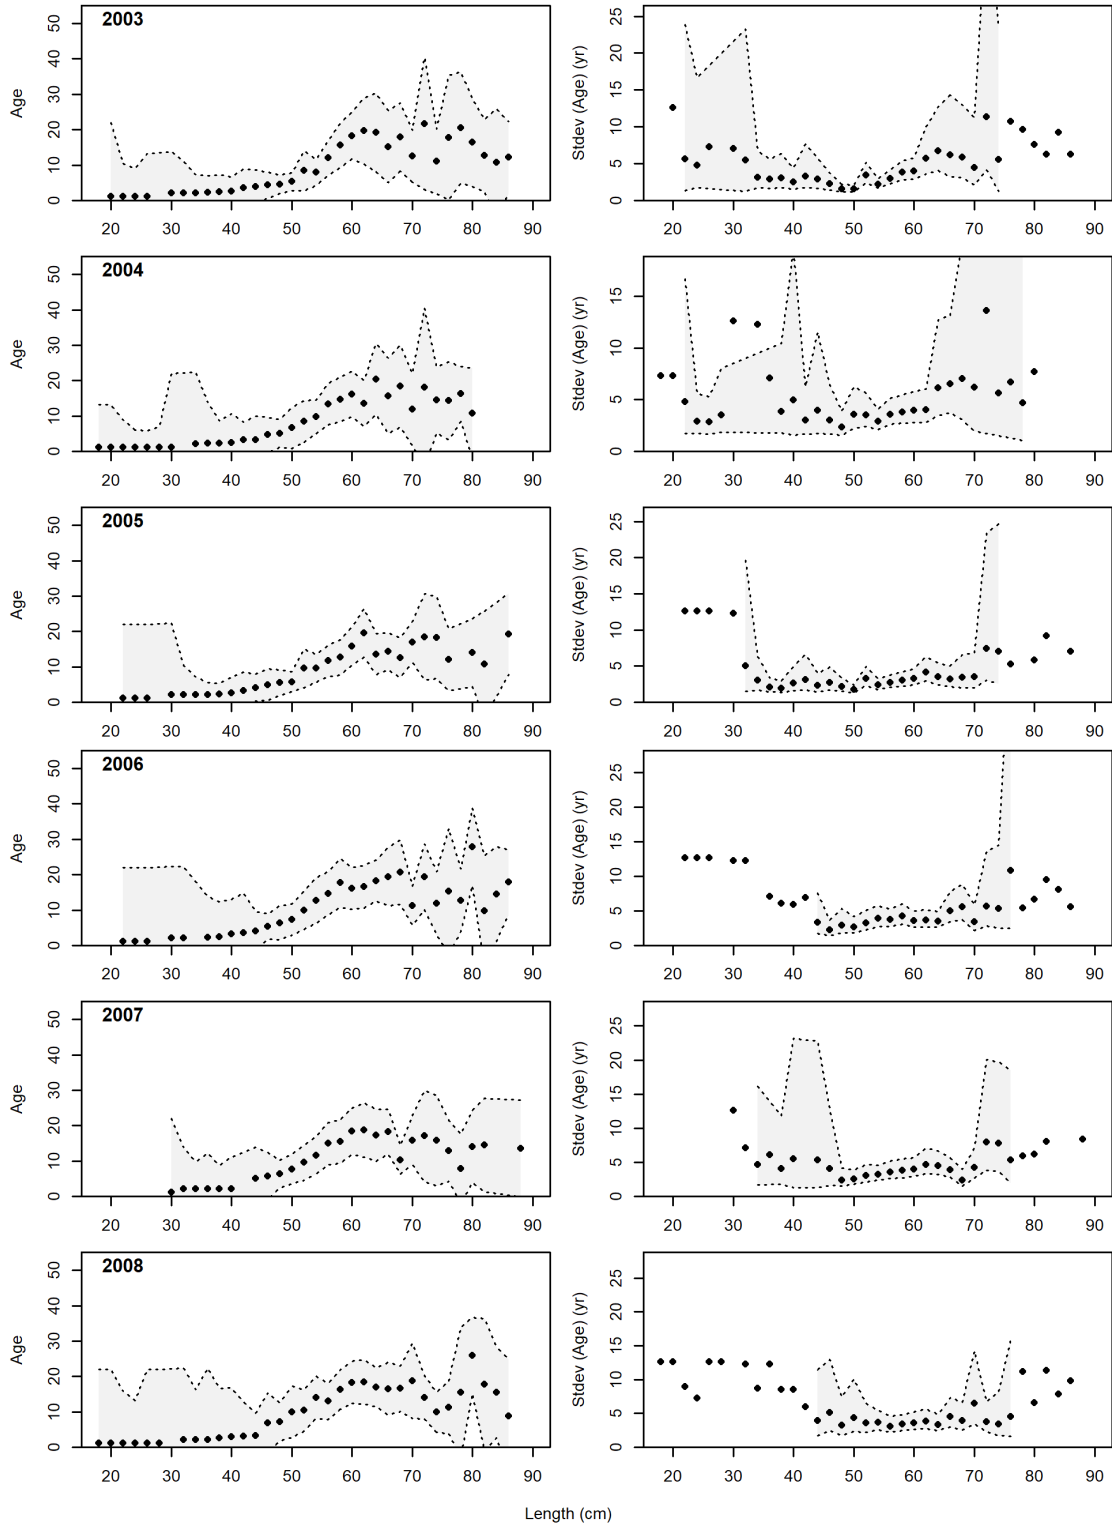 2003
Age
0 10 20 30 40 50
20 30 40 50 60 70 80 90
Stdev (Age) (yr)
0 5 10 15 20 25
20 30 40 50 60 70 80 90
2004
Age
0 10 20 30 40 50
20 30 40 50 60 70 80 90
Stdev (Age) (yr)
0 5 10 15
20 30 40 50 60 70 80 90
2005
Age
0 10 20 30 40 50
20 30 40 50 60 70 80 90
Stdev (Age) (yr)
0 5 10 15 20 25
20 30 40 50 60 70 80 90
2006
Age
0 10 20 30 40 50
20 30 40 50 60 70 80 90
Stdev (Age) (yr)
0 5 10 15 20 25
20 30 40 50 60 70 80 90
2007
Age
0 10 20 30 40 50
20 30 40 50 60 70 80 90
Stdev (Age) (yr)
0 5 10 15 20 25
20 30 40 50 60 70 80 90
2008
Age
0 10 20 30 40 50
20 30 40 50 60 70 80 90
Stdev (Age) (yr)
0 5 10 15 20 25
20 30 40 50 60 70 80 90
Length (cm)